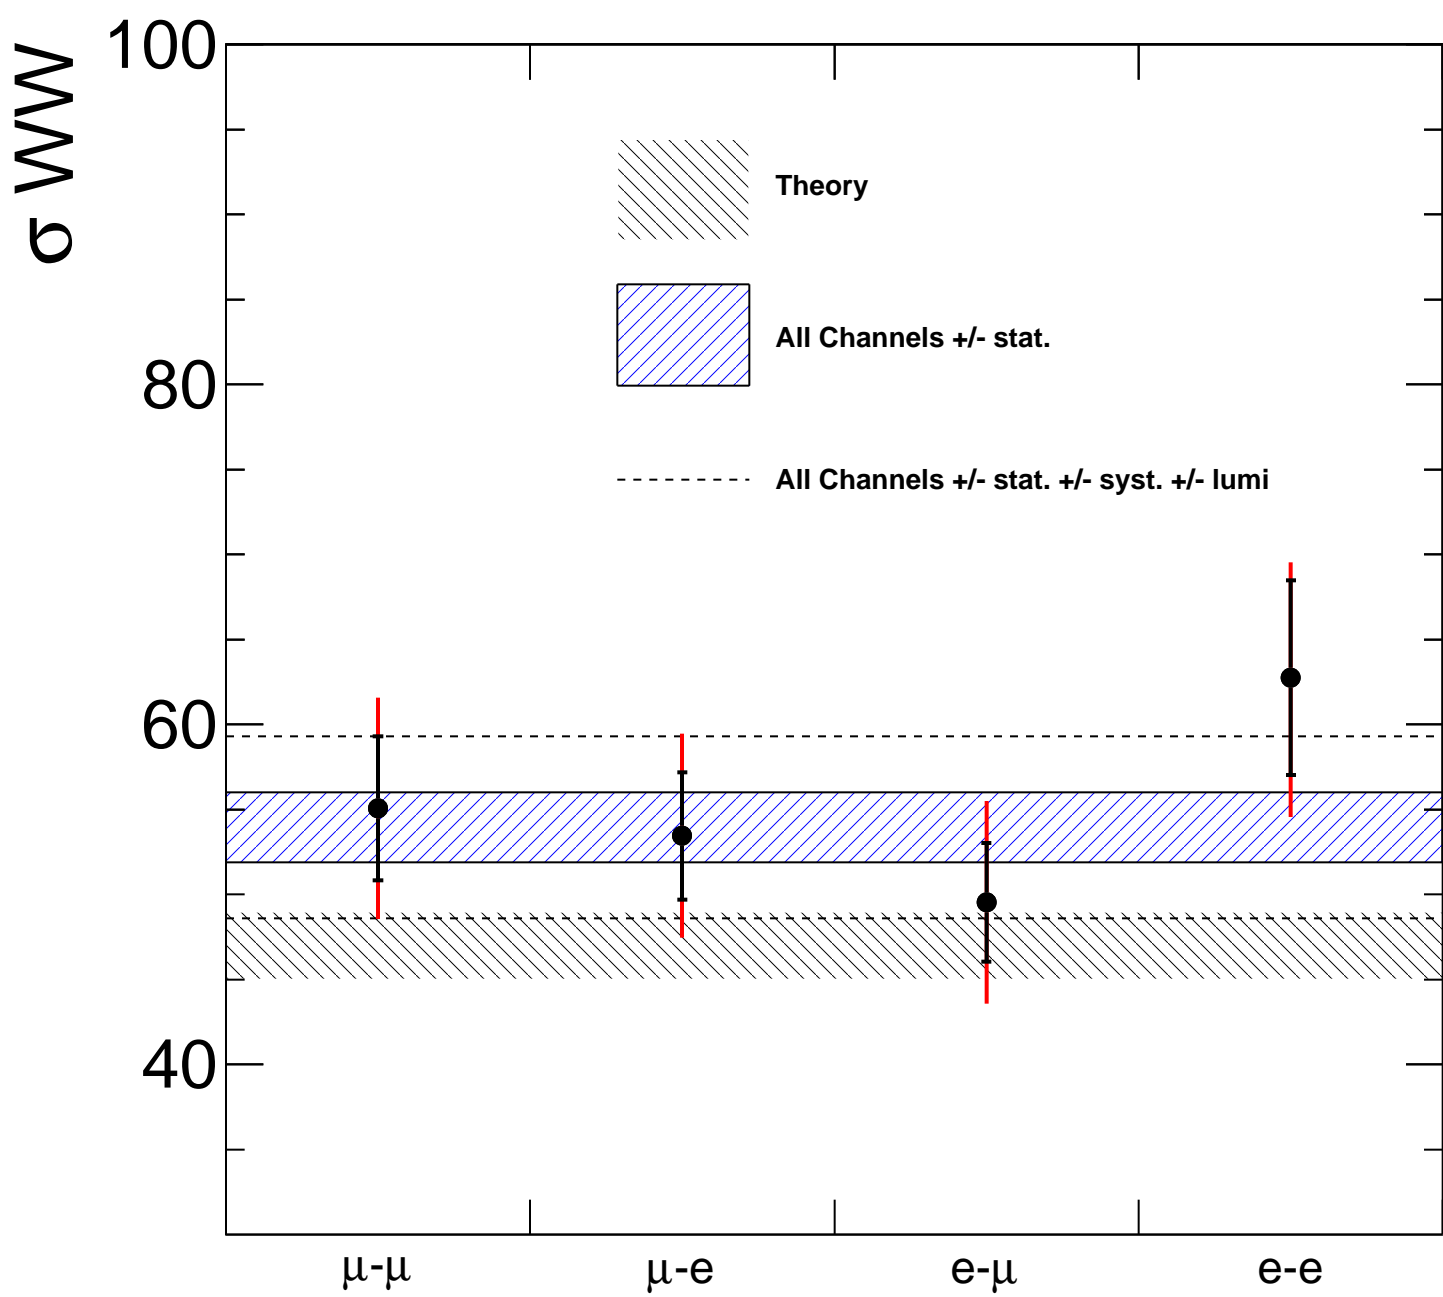 σ WW
100
80
60
40
Theory
All Channels +/- stat.
All Channels +/- stat. +/- syst. +/- lumi
μ-μ
μ-e
e-μ
e-e